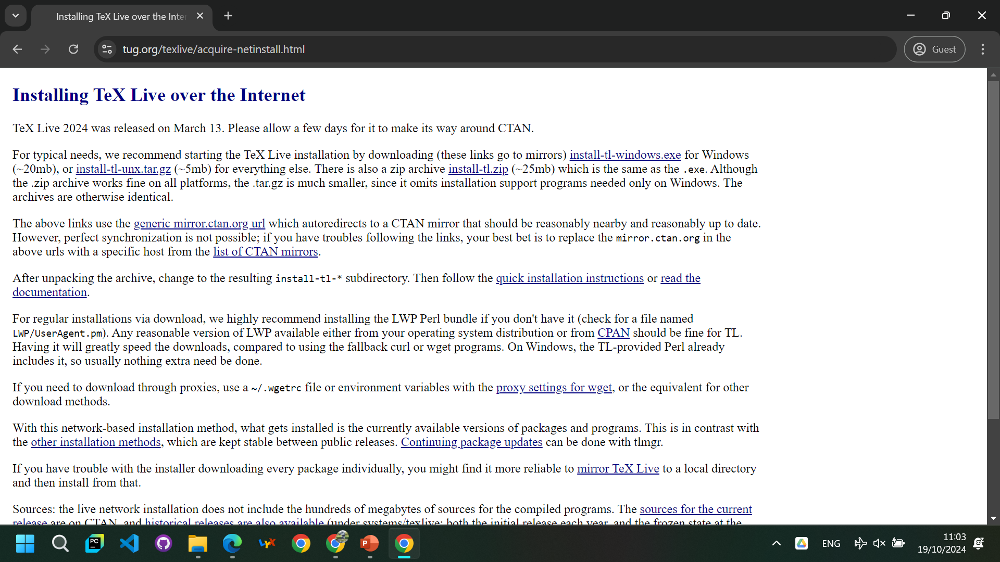 Installing TeX Live over the Inter
tug.org/texlive/acquire-netinstall.html
Guest
Installing TeX Live over the Internet
TeX Live 2024 was released on March 13. Please allow a few days for it to make its way around CTAN.
For typical needs, we recommend starting the TeX Live installation by downloading (these links go to mirrors) install-tl-windows.exe for Windows
(~20mb), or install-tl-unx.tar.gz (~5mb) for everything else. There is also a zip archive install-tl.zip (~25mb) which is the same as the .exe. Although
the .zip archive works fine on all platforms, the .tar.gz is much smaller, since it omits installation support programs needed only on Windows. The
archives are otherwise identical.
The above links use the generic mirror.ctan.org url which autoredirects to a CTAN mirror that should be reasonably nearby and reasonably up to date.
However, perfect synchronization is not possible; if you have troubles following the links, your best bet is to replace the mirror.ctan.org in the
above urls with a specific host from the list of CTAN mirrors.
After unpacking the archive, change to the resulting install-tl-* subdirectory. Then follow the quick installation instructions or read the
documentation.
For regular installations via download, we highly recommend installing the LWP Perl bundle if you don't have it (check for a file named
LWP/UserAgent.pm). Any reasonable version of LWP available either from your operating system distribution or from CPAN should be fine for TL.
Having it will greatly speed the downloads, compared to using the fallback curl or wget programs. On Windows, the TL-provided Perl already
includes it, so usually nothing extra need be done.
If you need to download through proxies, use a ~/.wgetrc file or environment variables with the proxy settings for wget, or the equivalent for other
download methods.
With this network-based installation method, what gets installed is the currently available versions of packages and programs. This is in contrast with
the other installation methods, which are kept stable between public releases. Continuing package updates can be done with tlmgr.
If you have trouble with the installer downloading every package individually, you might find it more reliable to mirror TeX Live to a local directory
and then install from that.
Sources: the live network installation does not include the hundreds of megabytes of sources for the compiled programs. The sources for the current
release are on CTAN, and historical releases are also available (under systems/texlive; both the initial release each year, and the frozen state at the
PC
LyX
P
ENG
11:03
19/10/2024